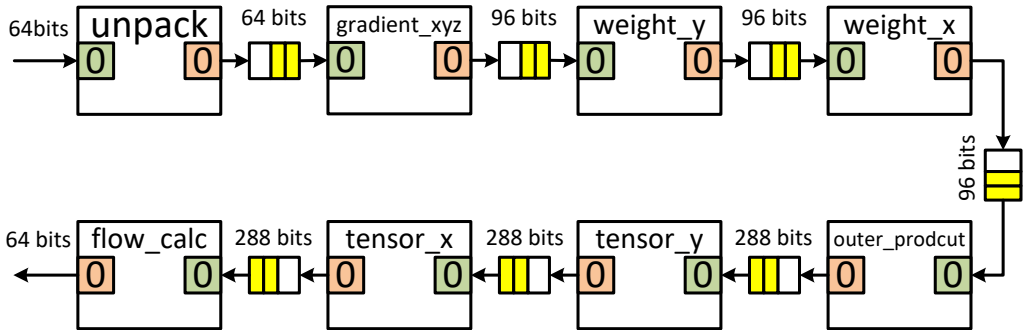 64bits
unpack
0
0
64 bits
gradient_xyz
0
0
96 bits
weight_y
0
0
96 bits
weight_x
0
0
96 bits
64 bits
flow_calc
0
0
288 bits
tensor_x
0
0
288 bits
tensor_y
0
0
288 bits
outer_prodcut
0
0